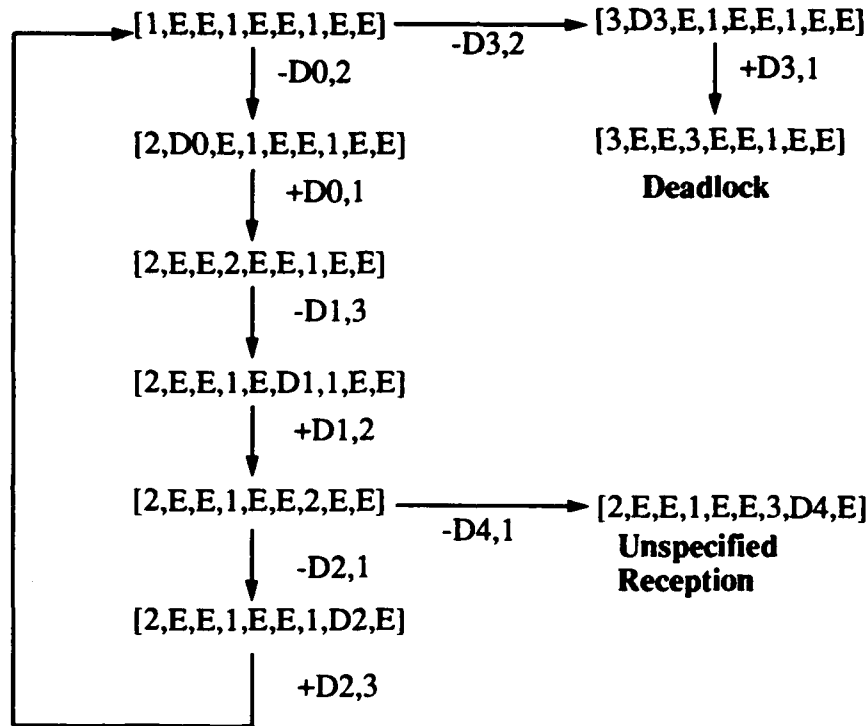 [1,E,E,1,E,E,1,E,E]
-D3,2
[3,D3,E,1,E,E,1,E,E]
-D0,2
+D3,1
[2,D0,E,1,E,E,1,E,E]
[3,E,E,3,E,E,1,E,E]
Deadlock
+D0,1
[2,E,E,2,E,E,1,E,E]
-D1,3
[2,E,E,1,E,D1,1,E,E]
+D1,2
[2,E,E,1,E,E,2,E,E]
-D4,1
[2,E,E,1,E,E,3,D4,E]
Unspecified
Reception
-D2,1
[2,E,E,1,E,E,1,D2,E]
+D2,3